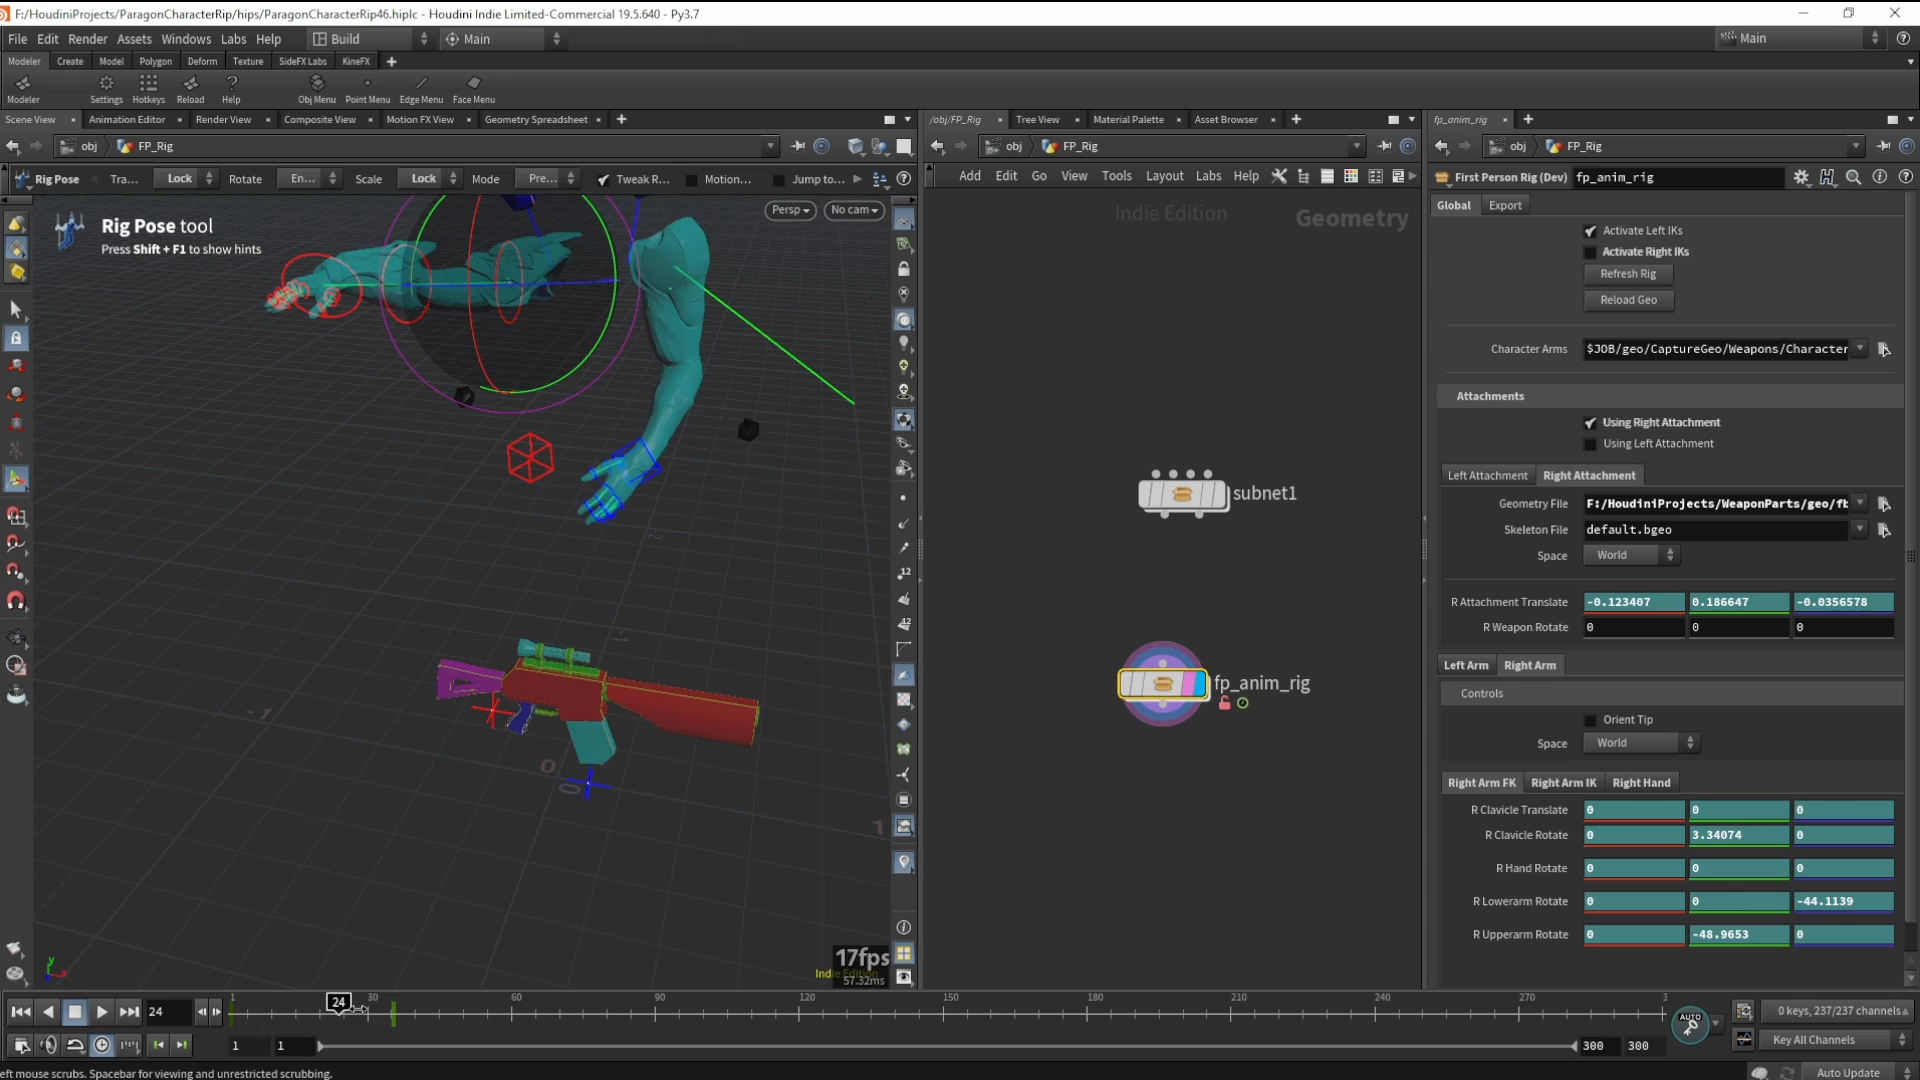 F:/HoudiniProjects/ParagonCharacterRip/hips/ParagonCharacterRip46.hiplc - Houdini Indie Limited-Commercial 19.5.640 - Py3.7
File Edit Render Assets Windows Labs Help Build Main Main
Modeler Create Model Polygon Deform Texture SideFX Labs KineFX
Modeler Settings Hotkeys Reload Help Obj Menu Point Menu Edge Menu Face Menu
Scene View Animation Editor Render View Composite View Motion FX View Geometry Spreadsheet
/obj/FP_Rig Tree View Material Palette Asset Browser
fp_anim_rig
obj FP_Rig
obj FP_Rig
obj FP_Rig
Rig Pose Tra... Lock Rotate En... Scale Lock Mode Pre... Tweak R... Motion... Jump to...
Add Edit Go View Tools Layout Labs Help
First Person Rig (Dev) fp_anim_rig
Persp No cam
Rig Pose tool
Press Shift + F1 to show hints
Indie Edition
Geometry
subnet1
fp_anim_rig
-1
0
0
17fps
57.32ms
Global Export
Activate Left IKs
Activate Right IKs
Refresh Rig
Reload Geo
Character Arms $JOB/geo/CaptureGeo/Weapons/Character
Attachments
Using Right Attachment
Using Left Attachment
Left Attachment Right Attachment
Geometry File F:/HoudiniProjects/WeaponParts/geo/fb
Skeleton File default.bgeo
Space World
R Attachment Translate -0.123407 0.186647 -0.0356578
R Weapon Rotate 0 0 0
Left Arm Right Arm
Controls
Orient Tip
Space World
Right Arm FK Right Arm IK Right Hand
R Clavicle Translate 0 0 0
R Clavicle Rotate 0 3.34074 0
R Hand Rotate 0 0 0
R Lowerarm Rotate 0 0 -44.1139
R Upperarm Rotate 0 -48.9653 0
24 1 24 30 60 90 120 150 180 210 240 270 3
AUTO
0 keys, 237/237 channels
1 1 300 300
Key All Channels
eft mouse scrubs. Spacebar for viewing and unrestricted scrubbing.
Auto Update